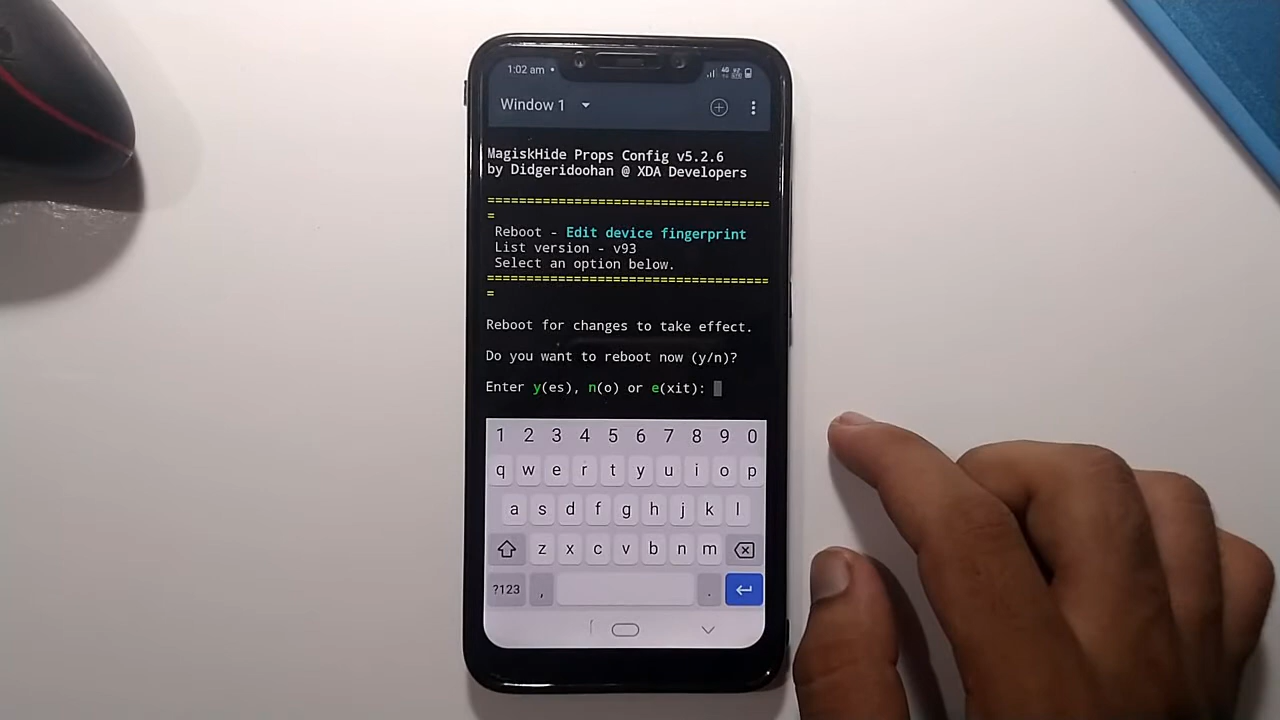 1:02 am •
Window 1
MagiskHide Props Config v5.2.6
by Didgeridoohan @ XDA Developers
====================================
=
Reboot - Edit device fingerprint
List version - v93
Select an option below.
====================================
=
Reboot for changes to take effect.
Do you want to reboot now (y/n)?
Enter y(es), n(o) or e(xit):
1 2 3 4 5 6 7 8 9 0
q w e r t y u i o p
a s d f g h j k l
z x c v b n m
?123 , .